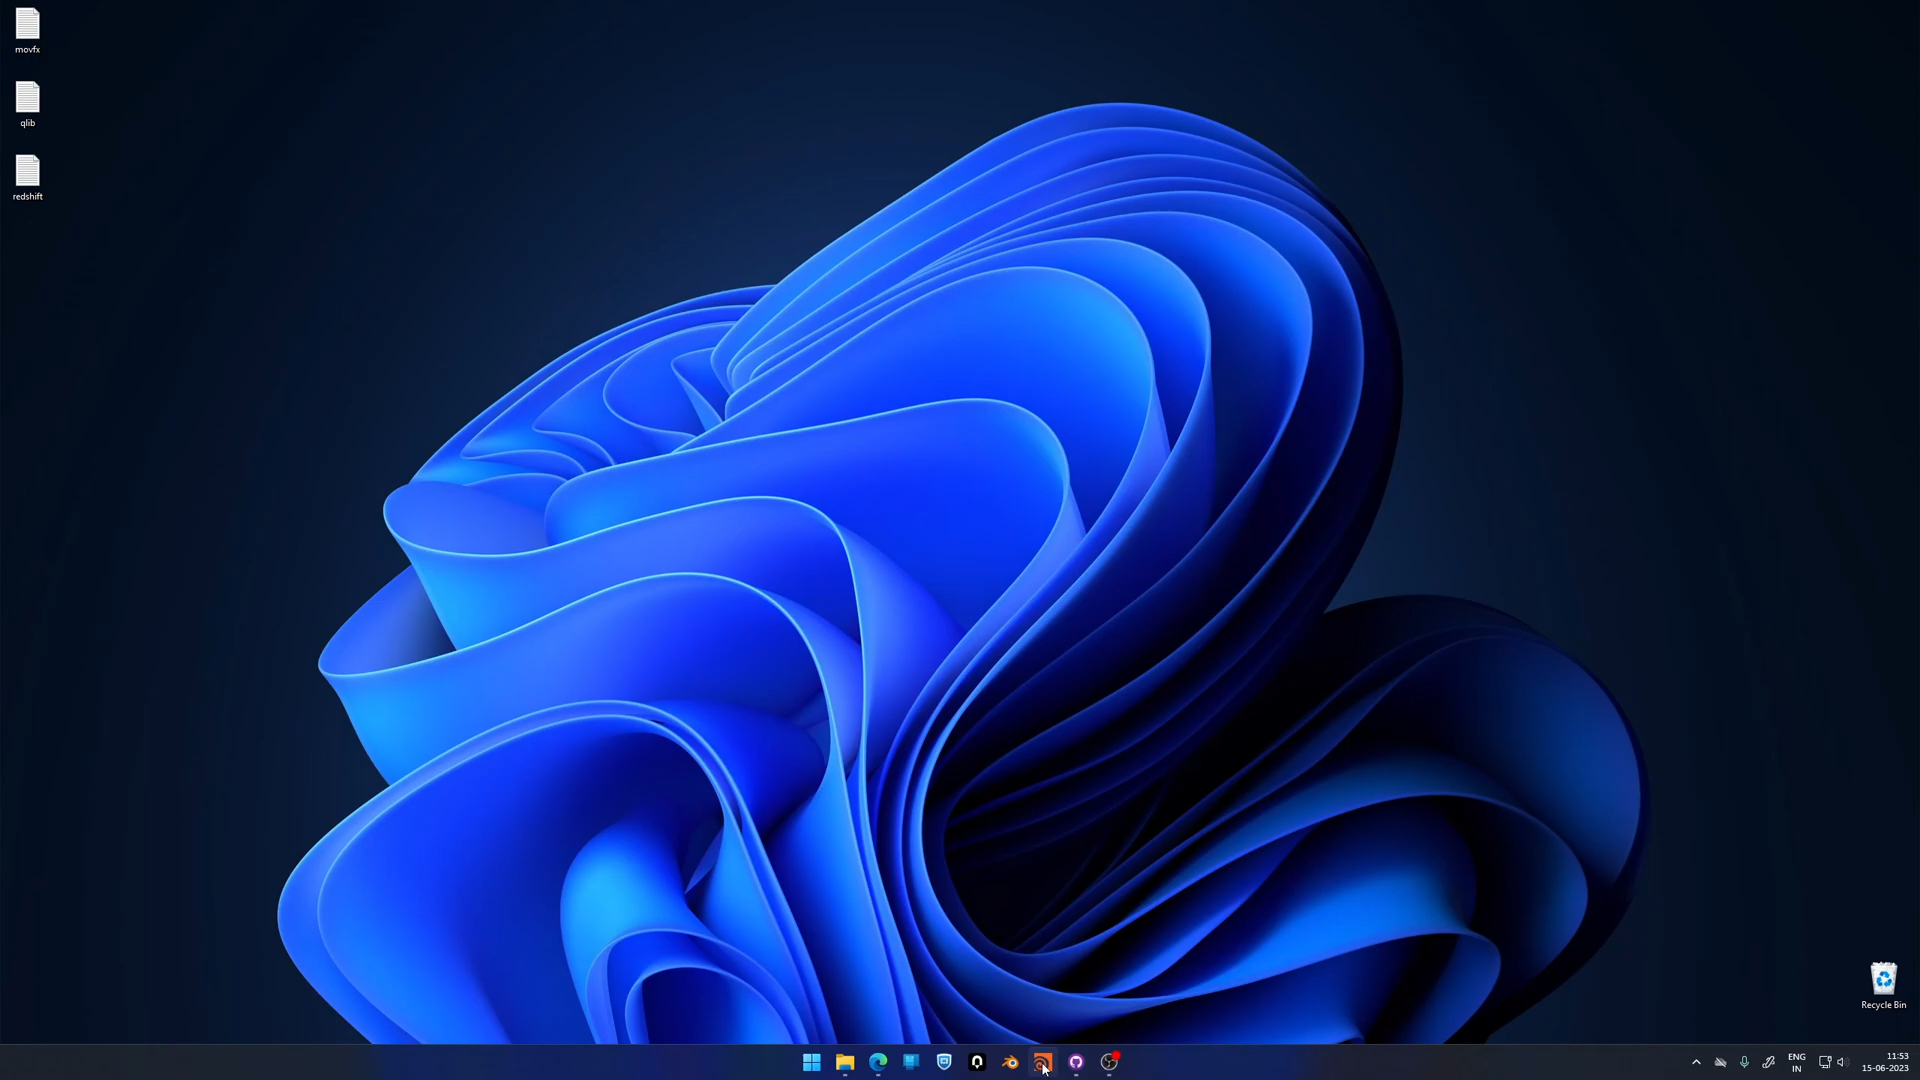 movfx
qlib
redshift
Recycle Bin
ENG
IN
11:53
15-06-2023